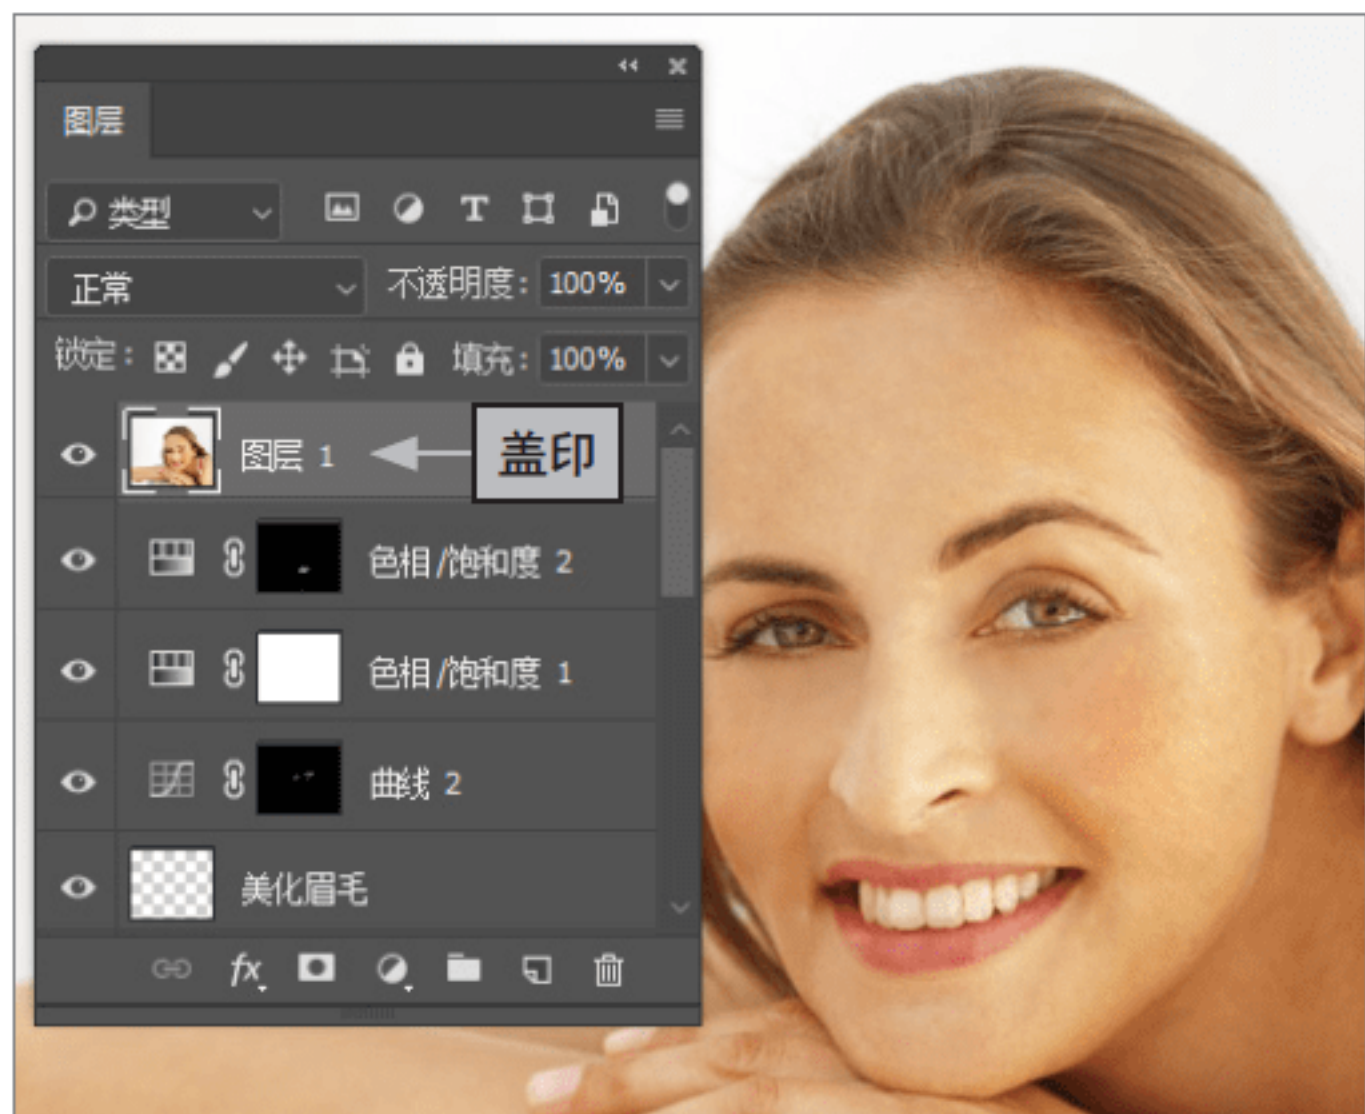 图层
类型
正常 不透明度: 100%
锁定: 填充: 100%
图层 1 盖印
色相/饱和度 2
色相/饱和度 1
曲线 2
美化眉毛
fx